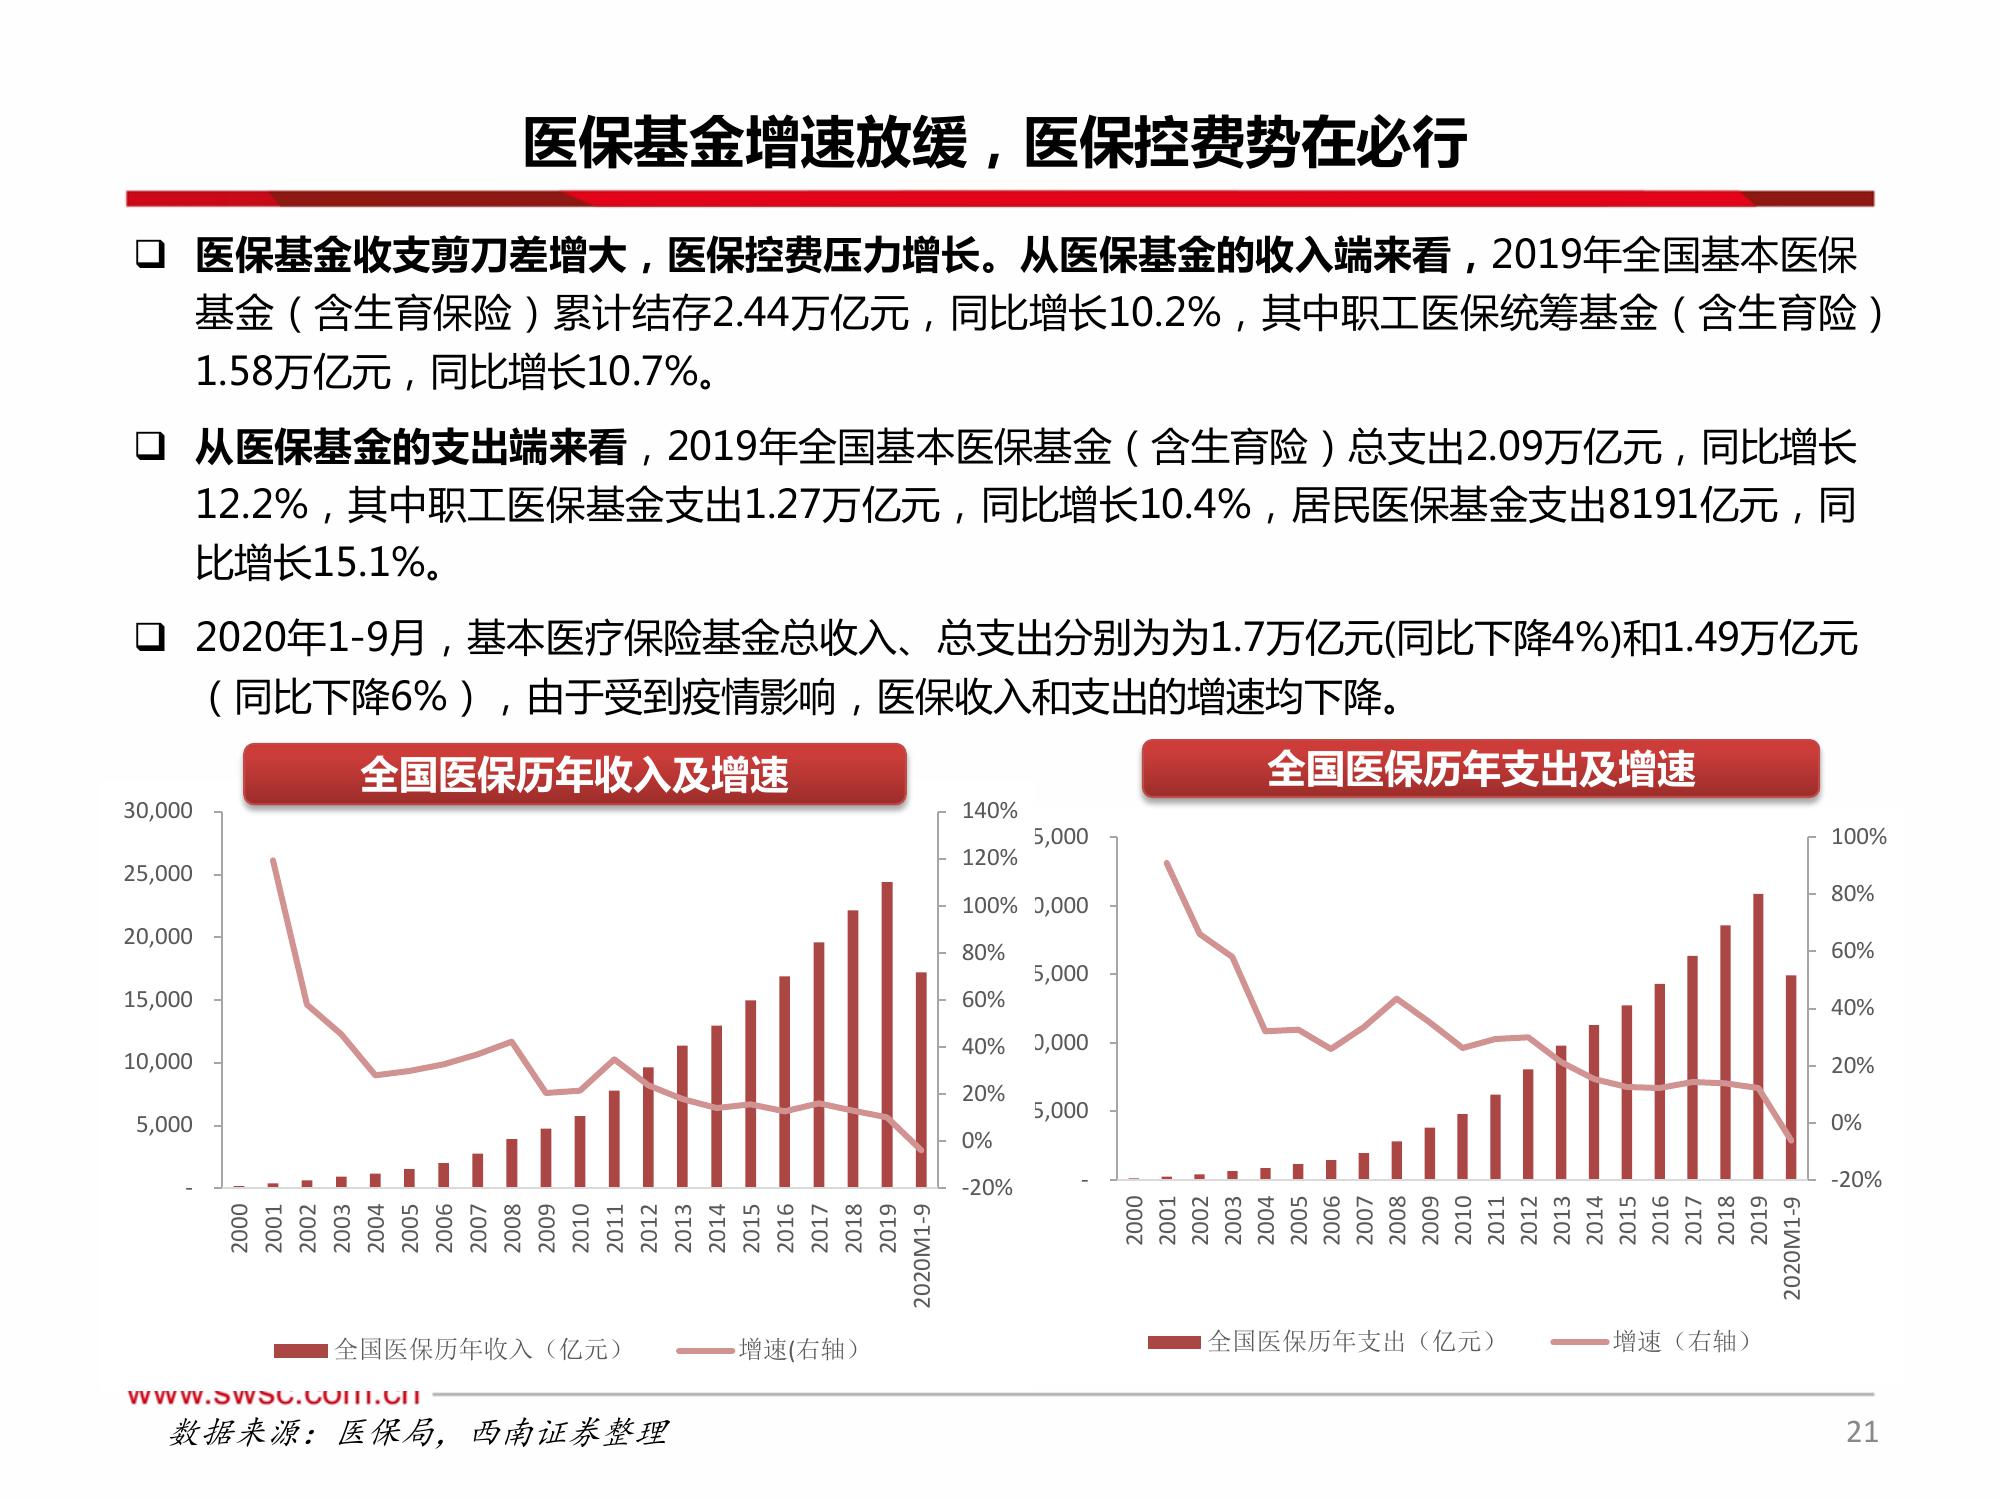 医保基金增速放缓，医保控费势在必行
❑ 医保基金收支剪刀差增大，医保控费压力增长。从医保基金的收入端来看，2019年全国基本医保
基金（含生育保险）累计结存2.44万亿元，同比增长10.2%，其中职工医保统筹基金（含生育险）
1.58万亿元，同比增长10.7%。
❑ 从医保基金的支出端来看，2019年全国基本医保基金（含生育险）总支出2.09万亿元，同比增长
12.2%，其中职工医保基金支出1.27万亿元，同比增长10.4%，居民医保基金支出8191亿元，同
比增长15.1%。
❑ 2020年1-9月，基本医疗保险基金总收入、总支出分别为为1.7万亿元(同比下降4%)和1.49万亿元
（同比下降6%），由于受到疫情影响，医保收入和支出的增速均下降。
全国医保历年收入及增速
30,000
25,000
20,000
15,000
10,000
5,000
-
140%
120%
100%
80%
60%
40%
20%
0%
-20%
2000 2001 2002 2003 2004 2005 2006 2007 2008 2009 2010 2011 2012 2013 2014 2015 2016 2017 2018 2019 2020M1-9
全国医保历年收入（亿元） 增速(右轴）
全国医保历年支出及增速
5,000
0,000
5,000
0,000
5,000
-
100%
80%
60%
40%
20%
0%
-20%
2000 2001 2002 2003 2004 2005 2006 2007 2008 2009 2010 2011 2012 2013 2014 2015 2016 2017 2018 2019 2020M1-9
全国医保历年支出（亿元） 增速（右轴）
www.swsc.com.cn
数据来源：医保局，西南证券整理
21